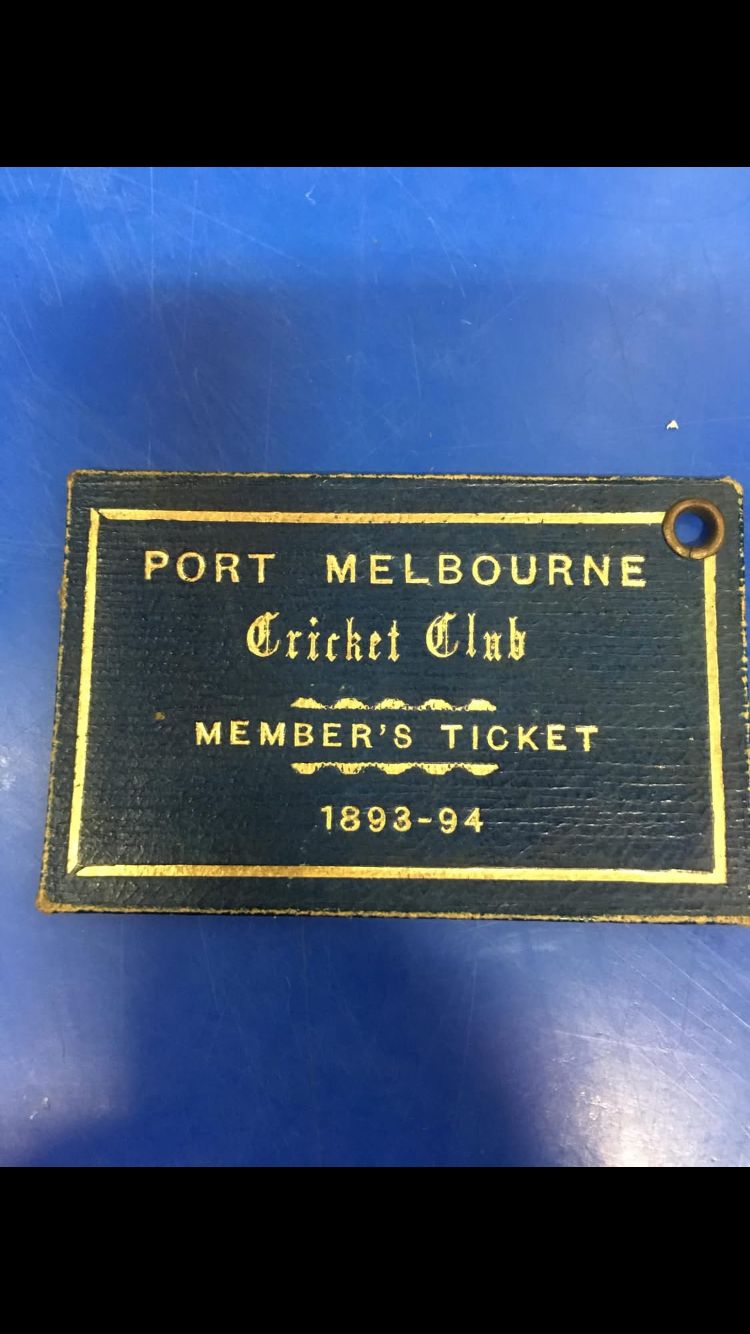 PORT MELBOURNE
Cricket Club
MEMBER'S TICKET
1893-94